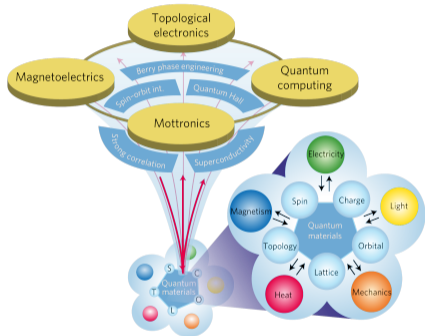 Topological
electronics
Magnetoelectrics
Berry phase engineering
Quantum
computing
Spin-orbit int.
Quantum Hall
Mottronics
Strong correlation
Superconductivity
Electricity
Spin
Charge
Magnetism
Light
Quantum
materials
Topology
Orbital
Lattice
Heat
Mechanics
S
C
Quantum
materials
T
O
L